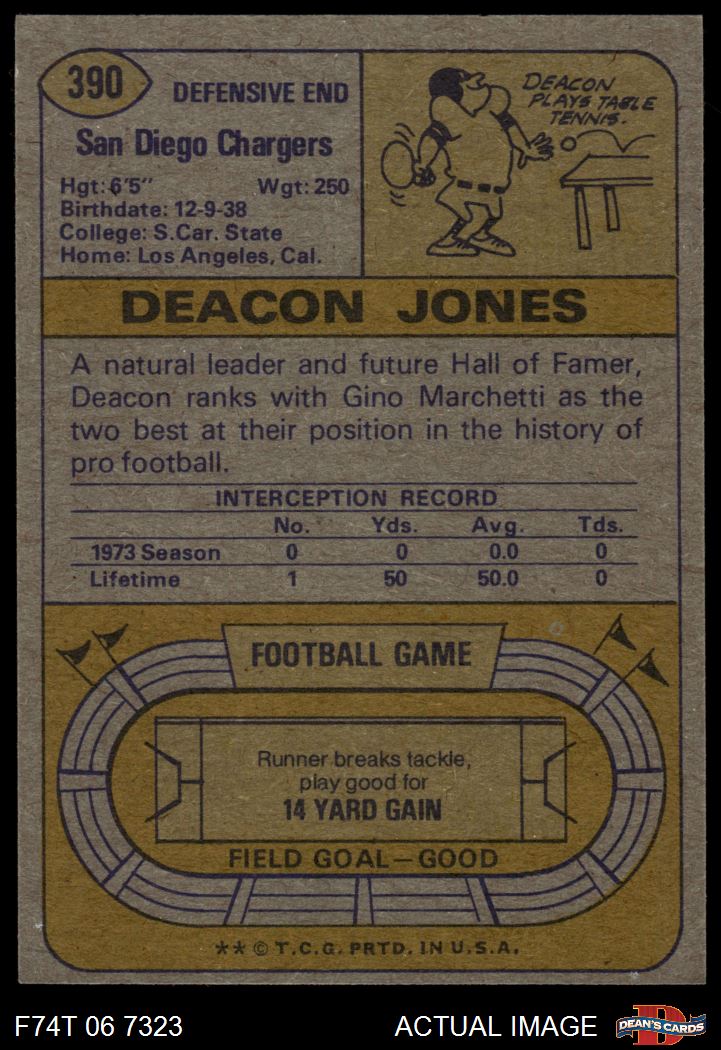 390
DEFENSIVE END
San Diego Chargers
Hgt: 6'5"  Wgt: 250
Birthdate: 12-9-38
College: S.Car. State
Home: Los Angeles, Cal.
DEACON
PLAYS TABLE
TENNIS.
DEACON JONES
A natural leader and future Hall of Famer,
Deacon ranks with Gino Marchetti as the
two best at their position in the history of
pro football.
INTERCEPTION RECORD
No. Yds. Avg. Tds.
1973 Season 0 0 0.0 0
Lifetime 1 50 50.0 0
FOOTBALL GAME
Runner breaks tackle,
play good for
14 YARD GAIN
FIELD GOAL—GOOD
** © T.C.G. PRTD. IN U.S.A.
F74T 06 7323
ACTUAL IMAGE
D
DEAN'S CARDS